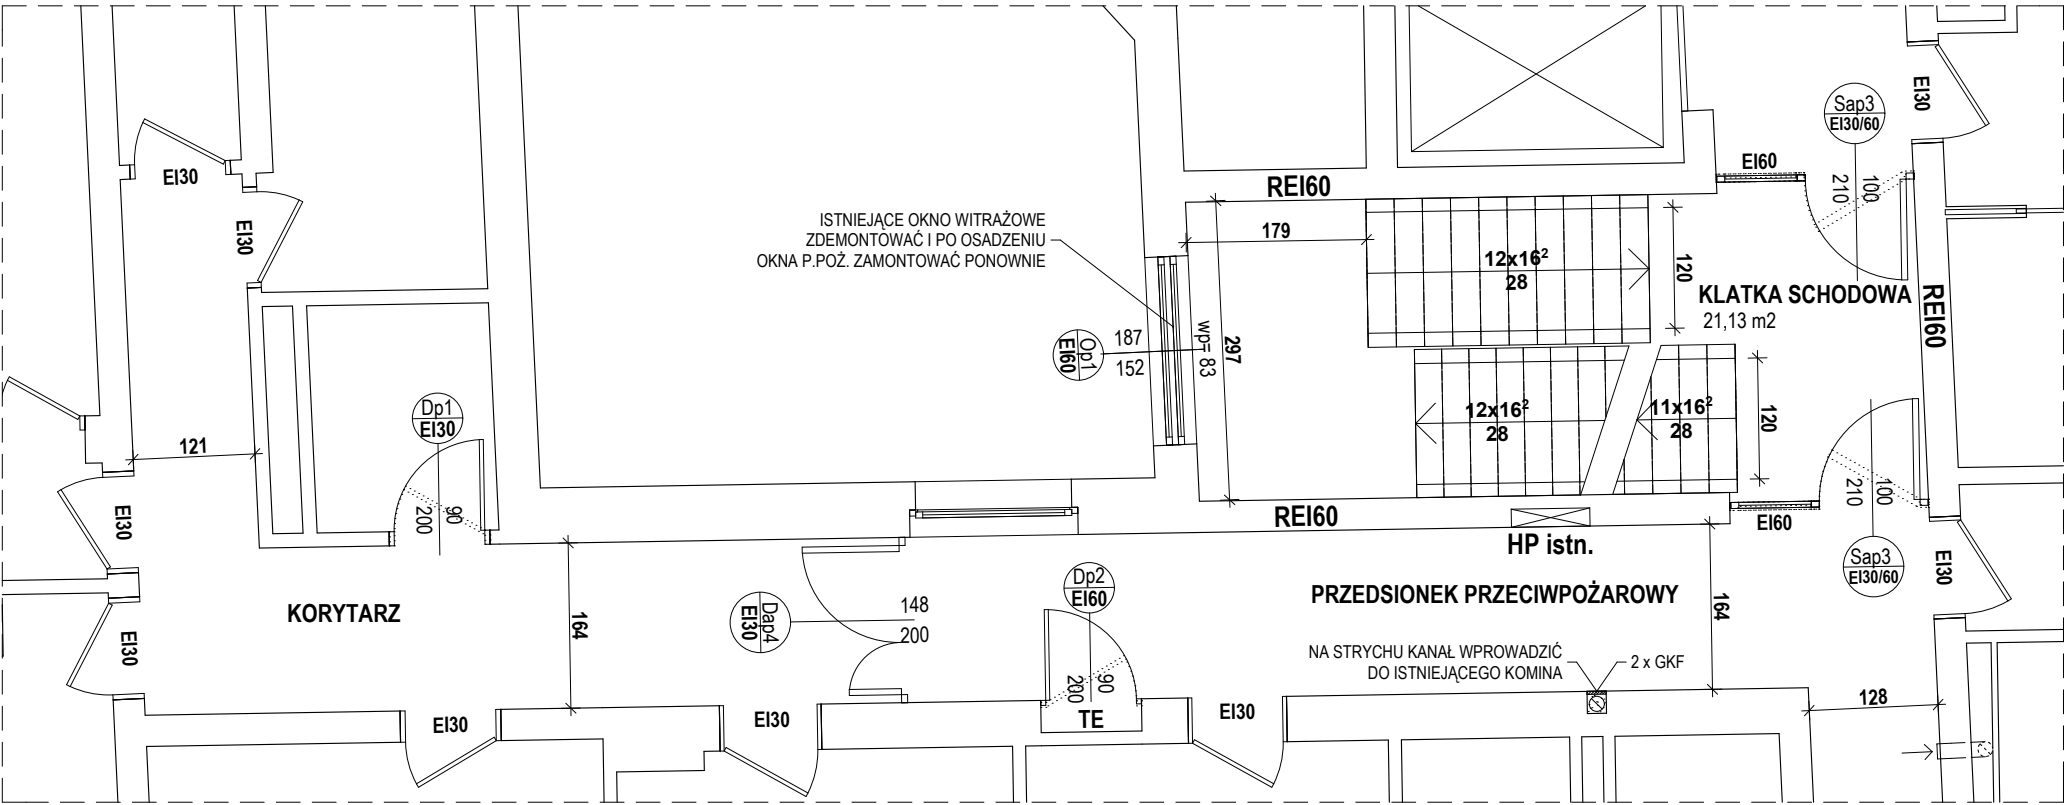 EI30
EI30
Sap3
EI30/60
EI60
100
210
REI60
EI30
ISTNIEJĄCE OKNO WITRAŻOWE
ZDEMONTOWAĆ I PO OSADZENIU
OKNA P.POŻ. ZAMONTOWAĆ PONOWNIE
179
12x16²
28
120
KLATKA SCHODOWA
21,13 m2
REI60
Op1
EI60
187
152
wp= 83
297
12x16²
28
11x16²
28
120
Dp1
EI30
90
200
121
EI30
REI60
HP istn.
EI60
100
210
Sap3
EI30/60
EI30
KORYTARZ
164
Dap4
EI30
148
200
Dp2
EI60
90
200
TE
PRZEDSIONEK PRZECIWPOŻAROWY
164
NA STRYCHU KANAŁ WPROWADZIĆ
DO ISTNIEJĄCEGO KOMINA
2 x GKF
128
EI30
EI30
EI30
EI30